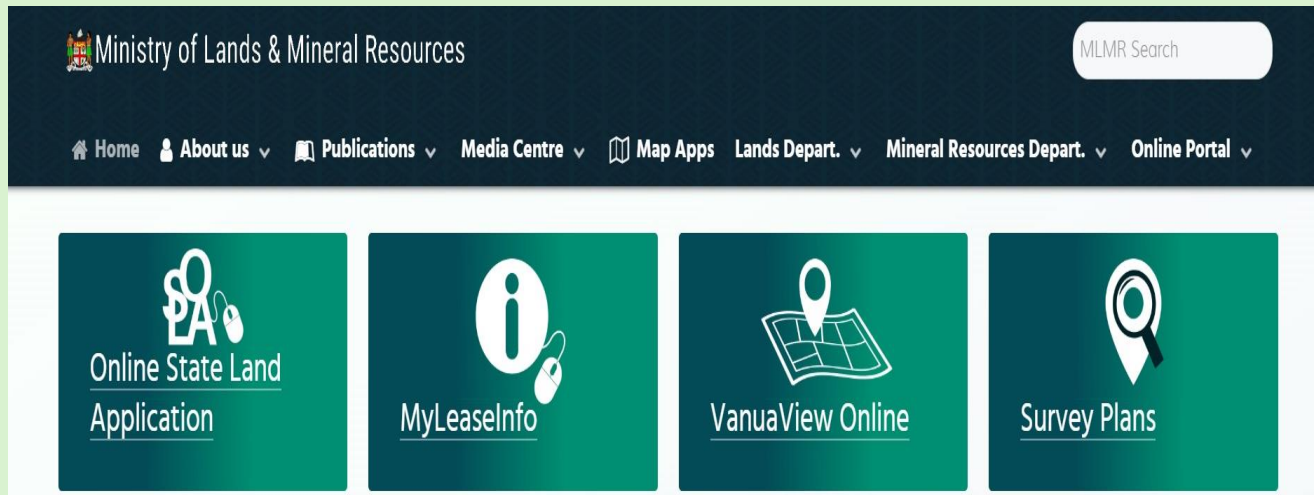 Ministry of Lands & Mineral Resources
MLMR Search
Home About us Publications Media Centre Map Apps Lands Depart. Mineral Resources Depart. Online Portal
SOLA
Online State Land
Application
MyLeaseInfo
VanuaView Online
Survey Plans